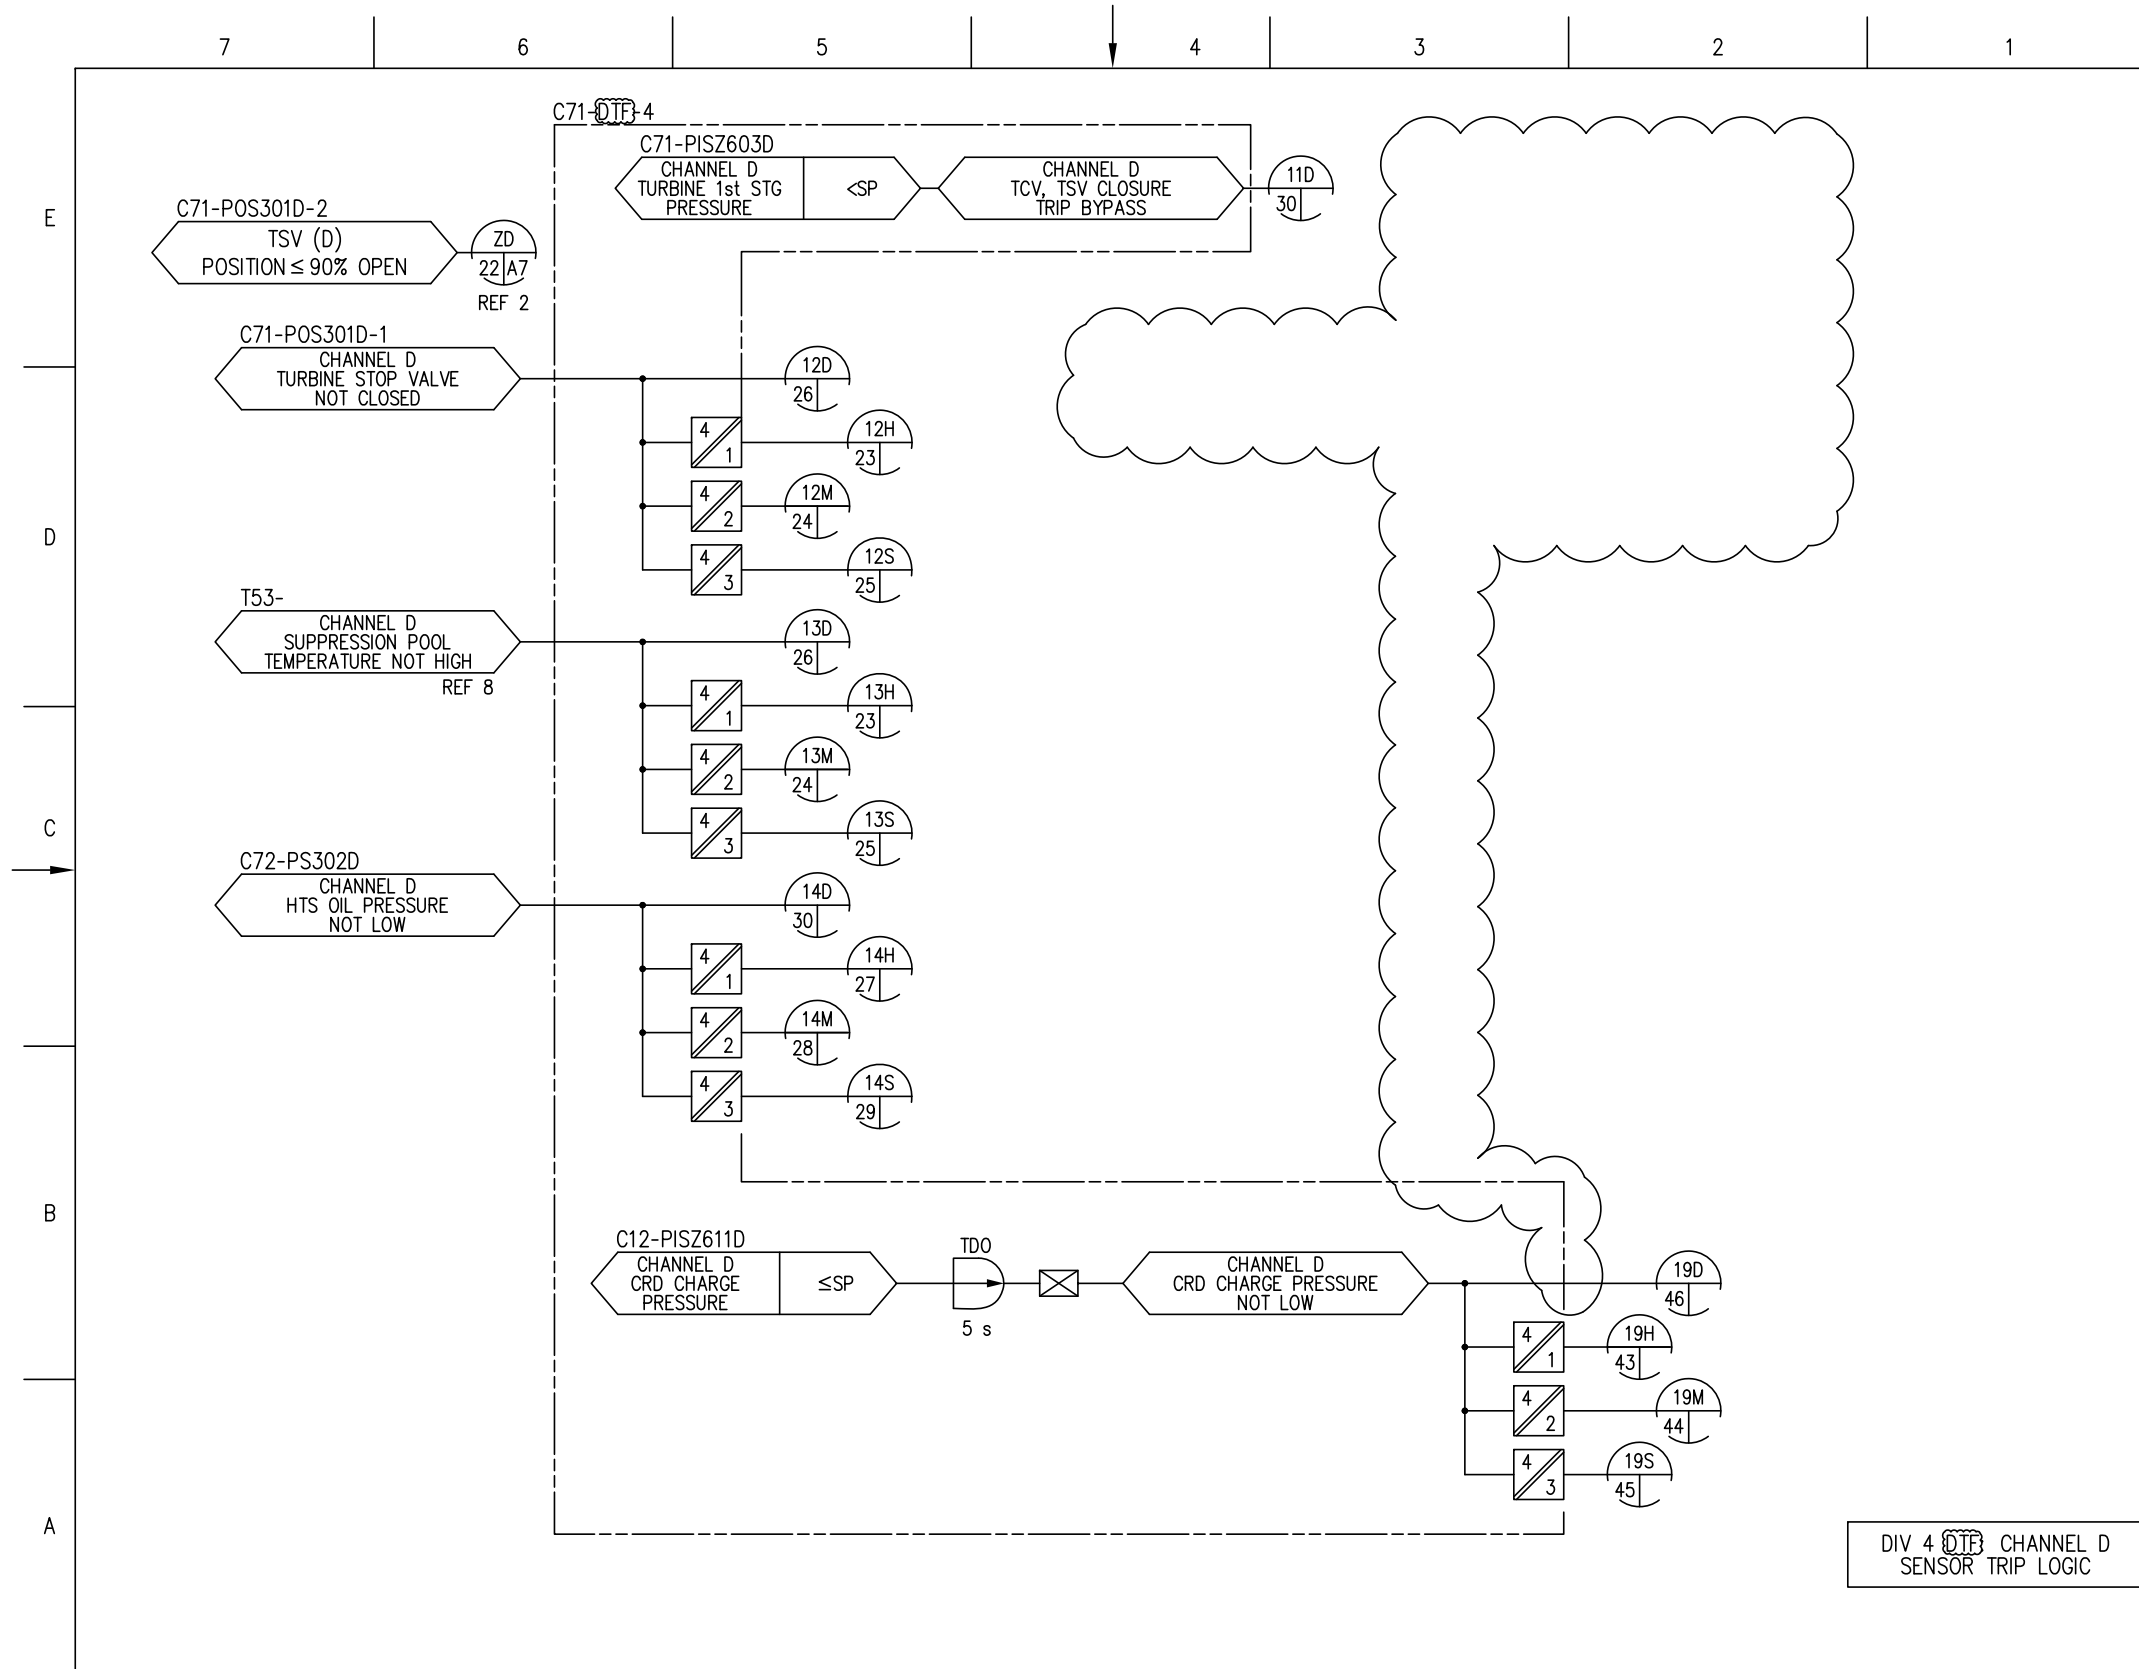 7 6 5 4 3 2 1
C71-DTF-4
C71-PISZ603D
CHANNEL D
TURBINE 1st STG
PRESSURE
<SP
CHANNEL D
TCV, TSV CLOSURE
TRIP BYPASS
11D
30
E
C71-POS301D-2
TSV (D)
POSITION ≤ 90% OPEN
ZD
22 A7
REF 2
C71-POS301D-1
CHANNEL D
TURBINE STOP VALVE
NOT CLOSED
12D
26
4
1
12H
23
4
2
12M
24
4
3
12S
25
D
T53-
CHANNEL D
SUPPRESSION POOL
TEMPERATURE NOT HIGH
REF 8
13D
26
4
1
13H
23
4
2
13M
24
4
3
13S
25
C
C72-PS302D
CHANNEL D
HTS OIL PRESSURE
NOT LOW
14D
30
4
1
14H
27
4
2
14M
28
4
3
14S
29
B
C12-PISZ611D
CHANNEL D
CRD CHARGE
PRESSURE
≤SP
TDO
5 s
CHANNEL D
CRD CHARGE PRESSURE
NOT LOW
19D
46
4
1
19H
43
4
2
19M
44
4
3
19S
45
A
DIV 4 DTF CHANNEL D
SENSOR TRIP LOGIC